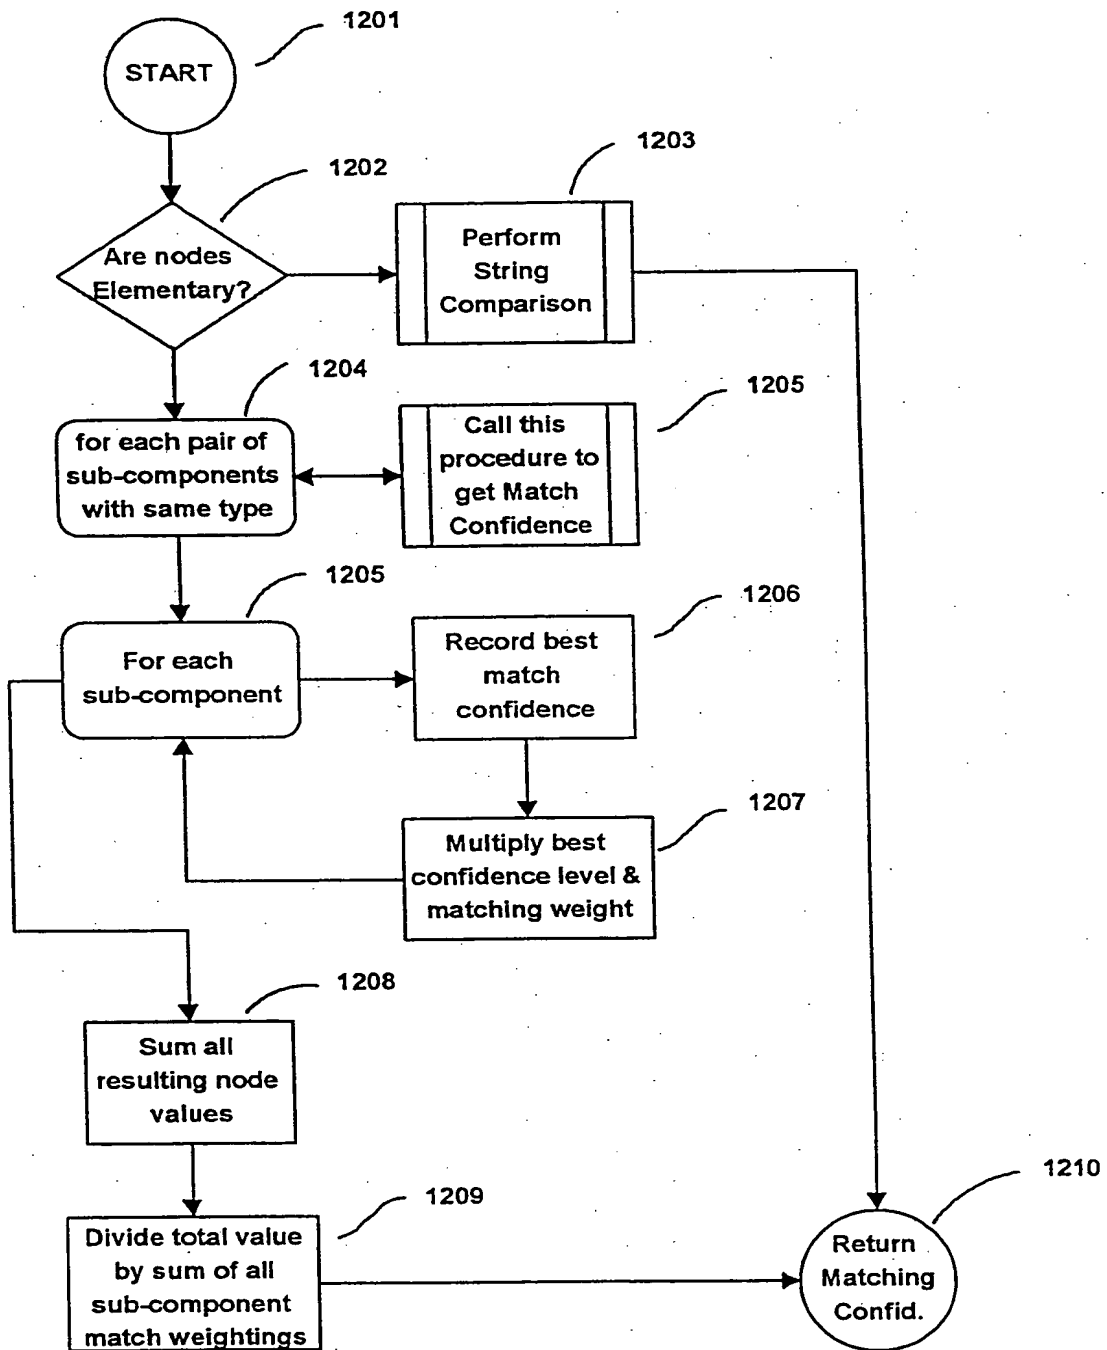 1201
START
1202
Are nodes
Elementary?
1203
Perform
String
Comparison
1204
for each pair of
sub-components
with same type
1205
Call this
procedure to
get Match
Confidence
1205
For each
sub-component
1206
Record best
match
confidence
1207
Multiply best
confidence level &
matching weight
1208
Sum all
resulting node
values
1209
Divide total value
by sum of all
sub-component
match weightings
1210
Return
Matching
Confid.